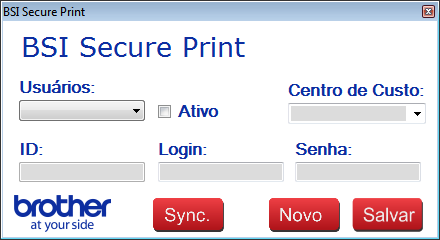 BSI Secure Print
BSI Secure Print
Usuários:
Ativo
Centro de Custo:
ID:
Login:
Senha:
brother
at your side
Sync.
Novo
Salvar